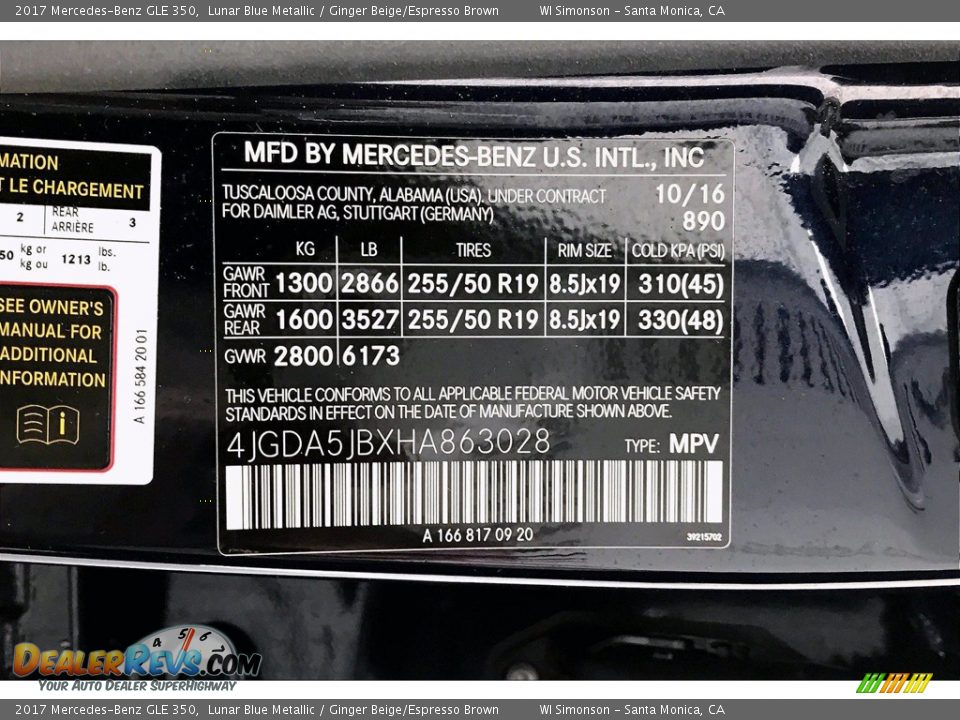 2017 Mercedes-Benz GLE 350, Lunar Blue Metallic / Ginger Beige/Espresso Brown WI Simonson - Santa Monica, CA
MATION
T LE CHARGEMENT
2 REAR 3
ARRIÈRE
50 kg or 1213 lbs.
kg ou lb.
SEE OWNER'S
MANUAL FOR
ADDITIONAL
INFORMATION
i
A 166 584 20 01
MFD BY MERCEDES-BENZ U.S. INTL., INC
TUSCALOOSA COUNTY, ALABAMA (USA). UNDER CONTRACT 10/16
FOR DAIMLER AG, STUTTGART (GERMANY) 890
KG LB TIRES RIM SIZE COLD KPA (PSI)
GAWR FRONT 1300 2866 255/50 R19 8.5Jx19 310(45)
GAWR REAR 1600 3527 255/50 R19 8.5Jx19 330(48)
GVWR 2800 6173
THIS VEHICLE CONFORMS TO ALL APPLICABLE FEDERAL MOTOR VEHICLE SAFETY
STANDARDS IN EFFECT ON THE DATE OF MANUFACTURE SHOWN ABOVE.
4JGDA5JBXHA863028 TYPE: MPV
A 166 817 09 20 39215702
4 5 6
DEALERREVS.COM
YOUR AUTO DEALER SUPERHIGHWAY
2017 Mercedes-Benz GLE 350, Lunar Blue Metallic / Ginger Beige/Espresso Brown WI Simonson - Santa Monica, CA